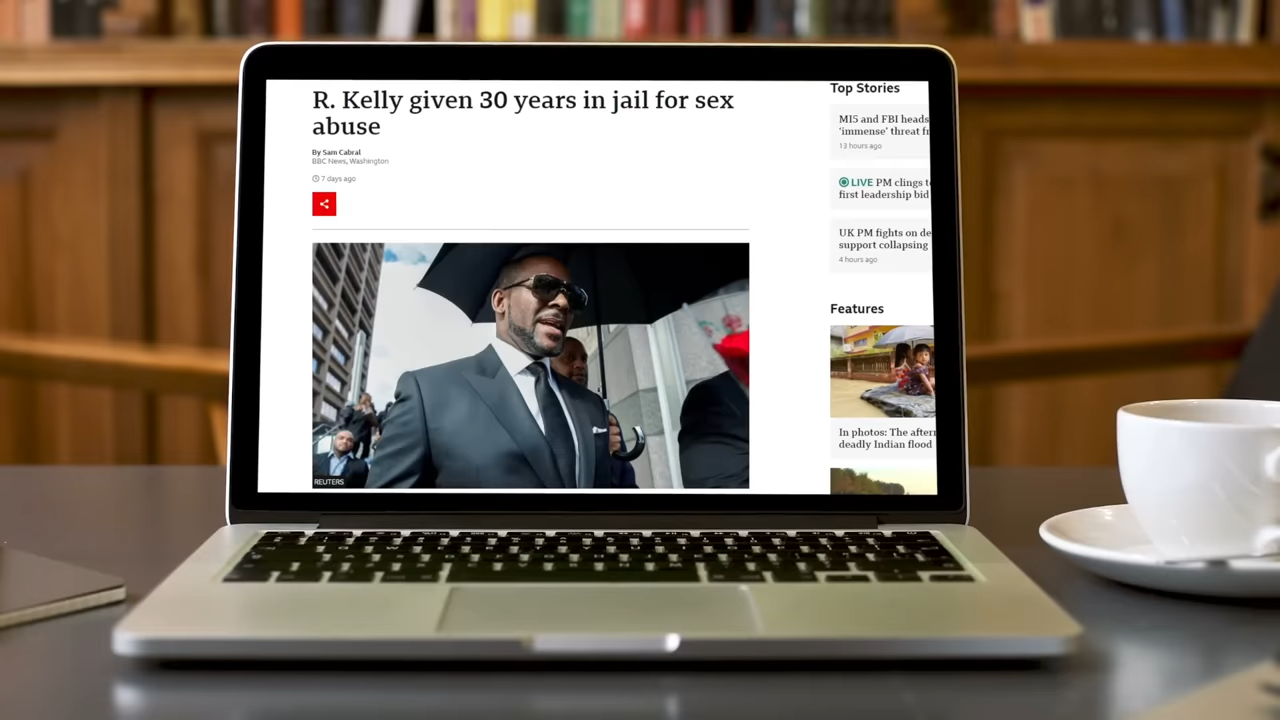 R. Kelly given 30 years in jail for sex
abuse
By Sam Cabral
BBC News, Washington
7 days ago
REUTERS
Top Stories
MI5 and FBI heads
'immense' threat
13 hours ago
LIVE PM clings
first leadership bid
UK PM fights on
support collapsing
4 hours ago
Features
In photos: The
deadly Indian flood